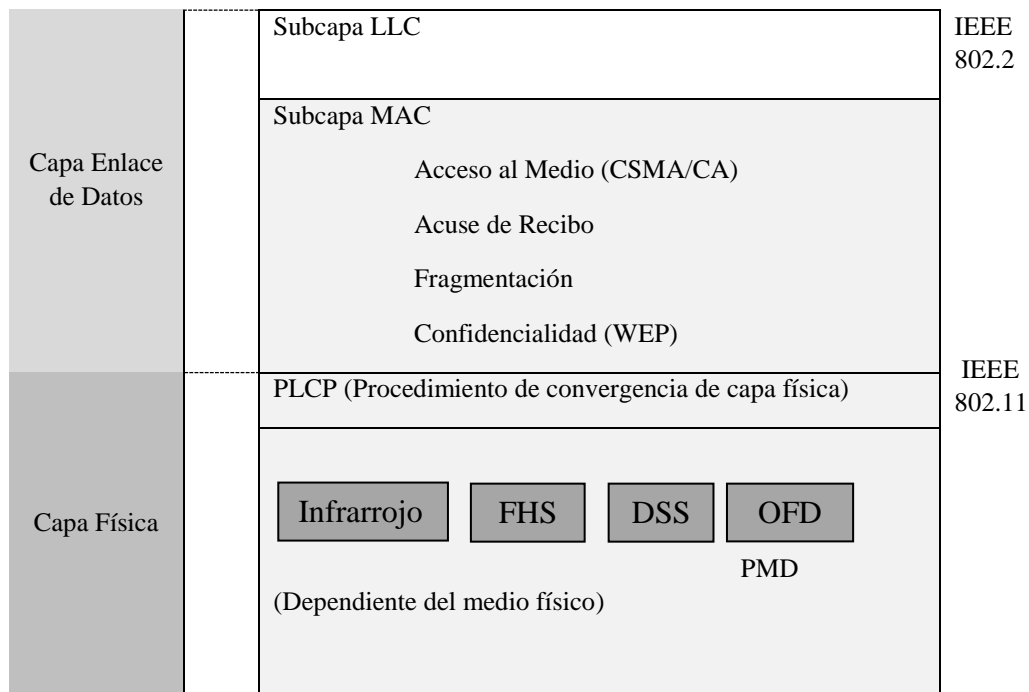 Subcapa LLC
IEEE
802.2
Capa Enlace
de Datos
Subcapa MAC
Acceso al Medio (CSMA/CA)
Acuse de Recibo
Fragmentación
Confidencialidad (WEP)
IEEE
802.11
PLCP (Procedimiento de convergencia de capa física)
Capa Física
Infrarrojo
FHS
DSS
OFD
PMD
(Dependiente del medio físico)